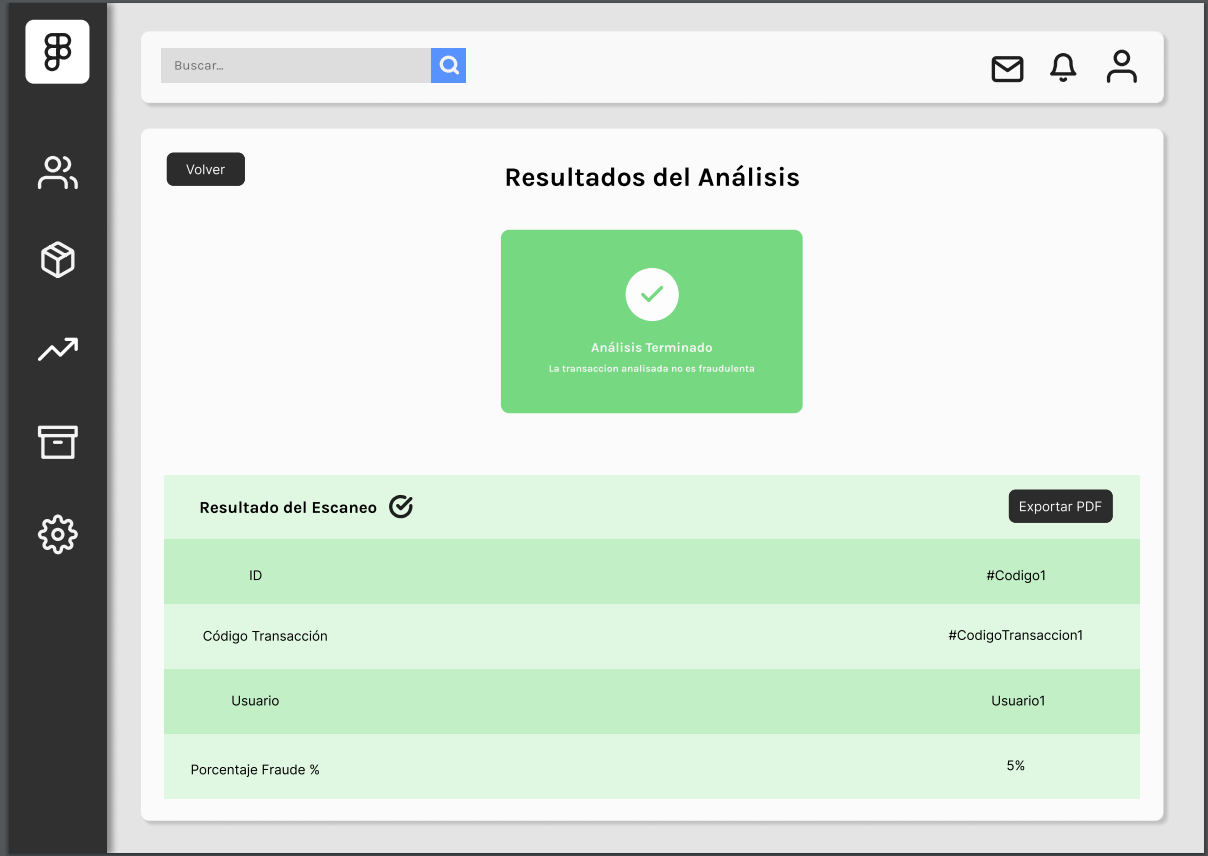 Buscar...
Volver
Resultados del Análisis
Análisis Terminado
La transaccion analisada no es fraudulenta
Resultado del Escaneo
Exportar PDF
ID
#Codigo1
Código Transacción
#CodigoTransaccion1
Usuario
Usuario1
Porcentaje Fraude %
5%